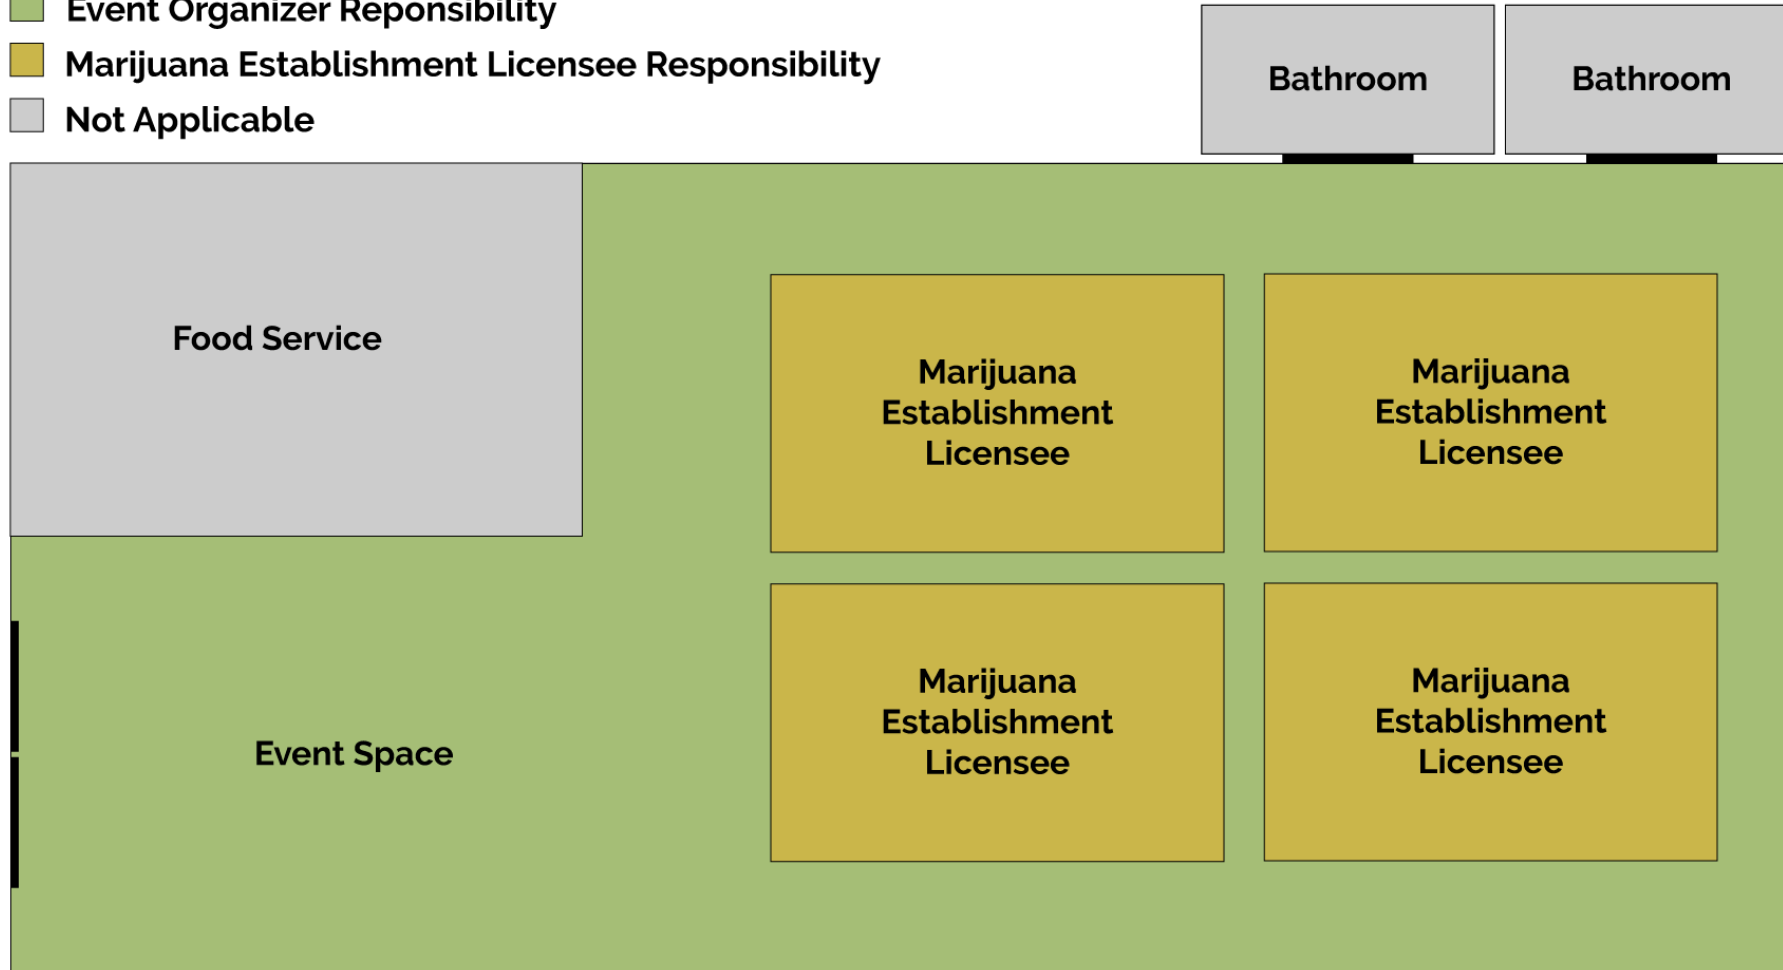 Event Organizer Reponsibility
Marijuana Establishment Licensee Responsibility
Not Applicable
Bathroom
Bathroom
Food Service
Marijuana
Establishment
Licensee
Marijuana
Establishment
Licensee
Marijuana
Establishment
Licensee
Marijuana
Establishment
Licensee
Event Space